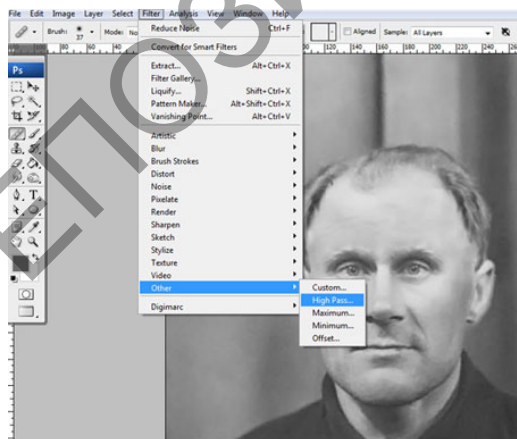 File Edit Image Layer Select Filter Analysis View Window Help
Brush: 37 Mode: No Aligned Sample: All Layers
Reduce Noise Ctrl+F
Convert for Smart Filters
Extract... Alt+Ctrl+X
Filter Gallery...
Liquify... Shift+Ctrl+X
Pattern Maker... Alt+Shift+Ctrl+X
Vanishing Point... Alt+Ctrl+V
Artistic
Blur
Brush Strokes
Distort
Noise
Pixelate
Render
Sharpen
Sketch
Stylize
Texture
Video
Other
Digimarc
Custom...
High Pass...
Maximum...
Minimum...
Offset...
Ps
ЕПОЗИ